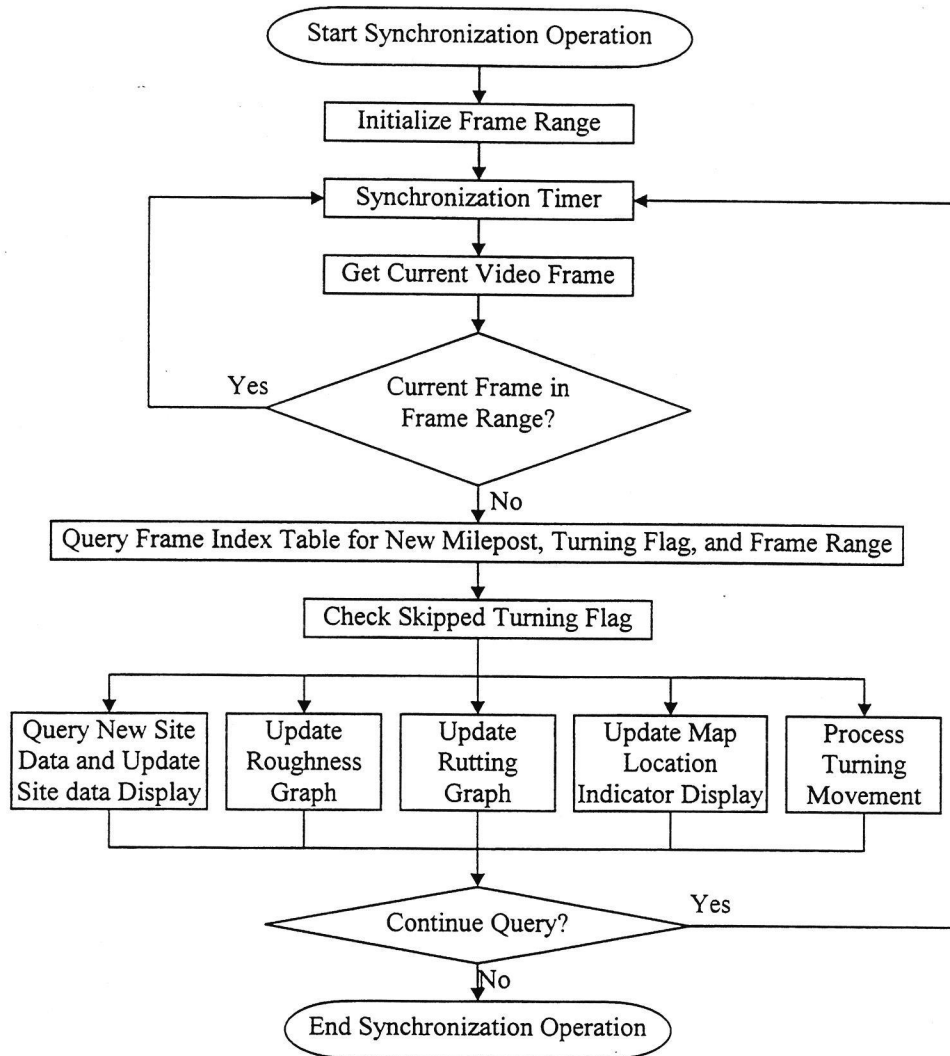 Start Synchronization Operation
Initialize Frame Range
Synchronization Timer
Get Current Video Frame
Yes
Current Frame in
Frame Range?
No
Query Frame Index Table for New Milepost, Turning Flag, and Frame Range
Check Skipped Turning Flag
Query New Site
Data and Update
Site data Display
Update
Roughness
Graph
Update
Rutting
Graph
Update Map
Location
Indicator Display
Process
Turning
Movement
Continue Query?
Yes
No
End Synchronization Operation